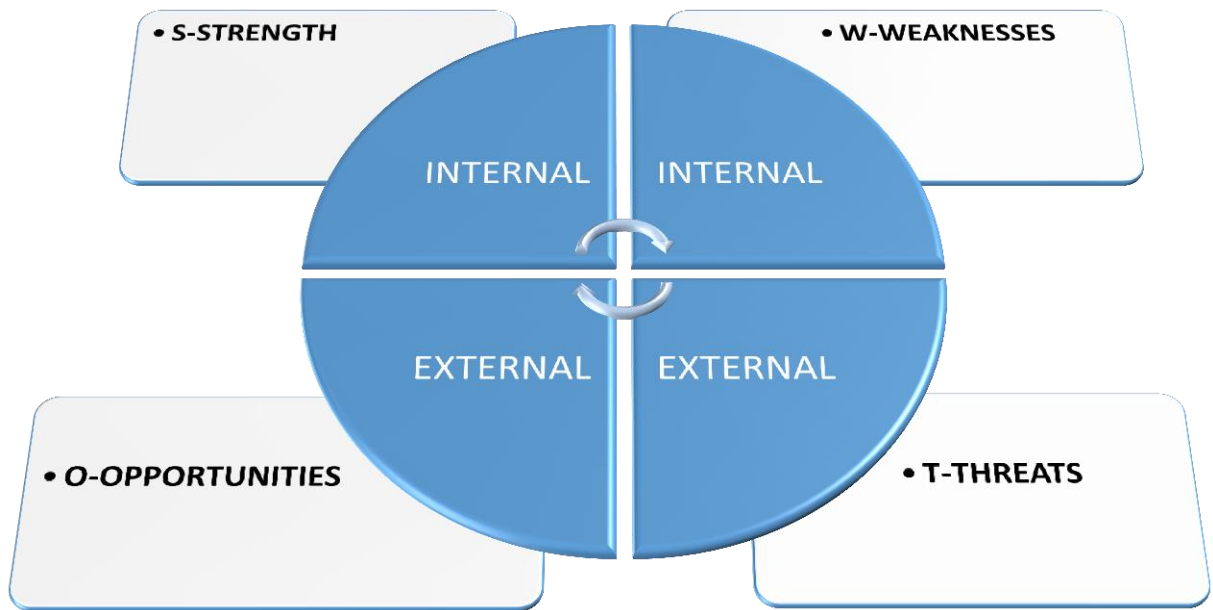 • S-STRENGTH
• W-WEAKNESSES
INTERNAL
INTERNAL
EXTERNAL
EXTERNAL
• O-OPPORTUNITIES
• T-THREATS